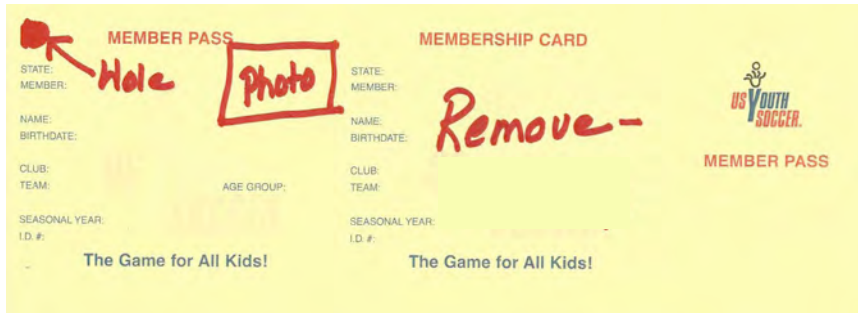 MEMBER PASS
Hole
Photo
STATE:
MEMBER:
NAME:
BIRTHDATE:
CLUB:
TEAM:
AGE GROUP:
SEASONAL YEAR:
I.D. #:
The Game for All Kids!
MEMBERSHIP CARD
STATE:
MEMBER:
Remove-
NAME:
BIRTHDATE:
CLUB:
TEAM:
SEASONAL YEAR:
I.D. #:
The Game for All Kids!
US YOUTH
SOCCER.
MEMBER PASS